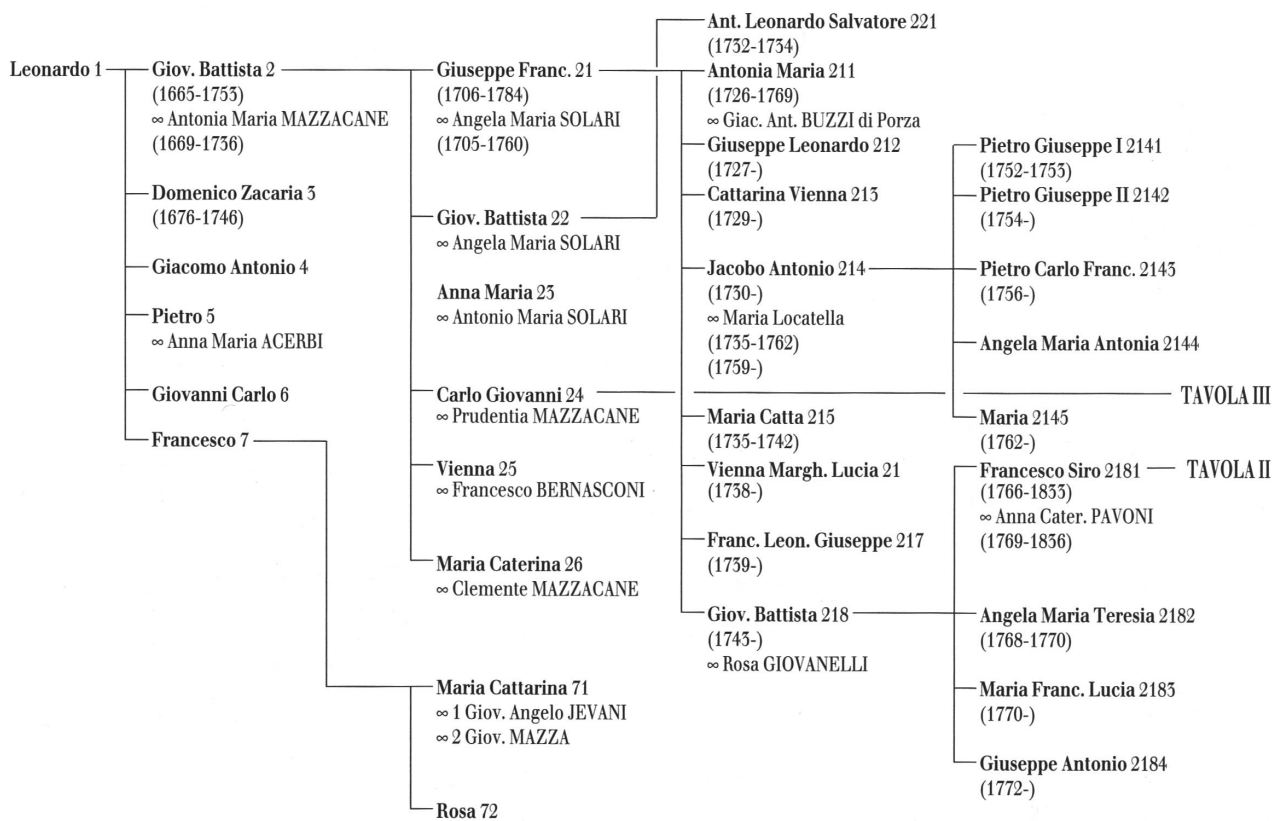 Leonardo 1
Giov. Battista 2
(1665-1753)
∞ Antonia Maria MAZZACANE
(1669-1736)
Domenico Zacaria 3
(1676-1746)
Giacomo Antonio 4
Pietro 5
∞ Anna Maria ACERBI
Giovanni Carlo 6
Francesco 7
Giuseppe Franc. 21
(1706-1784)
∞ Angela Maria SOLARI
(1705-1760)
Giov. Battista 22
∞ Angela Maria SOLARI
Anna Maria 23
∞ Antonio Maria SOLARI
Carlo Giovanni 24
∞ Prudentia MAZZACANE
TAVOLA III
Vienna 25
∞ Francesco BERNASCONI
Maria Caterina 26
∞ Clemente MAZZACANE
Maria Cattarina 71
∞ 1 Giov. Angelo JEVANI
∞ 2 Giov. MAZZA
Rosa 72
Ant. Leonardo Salvatore 221
(1732-1734)
Antonia Maria 211
(1726-1769)
∞ Giac. Ant. BUZZI di Porza
Giuseppe Leonardo 212
(1727-)
Cattarina Vienna 213
(1729-)
Jacobo Antonio 214
(1730-)
∞ Maria Locatella
(1735-1762)
(1759-)
Maria Catta 215
(1735-1742)
Vienna Margh. Lucia 21
(1738-)
Franc. Leon. Giuseppe 217
(1739-)
Giov. Battista 218
(1743-)
∞ Rosa GIOVANELLI
Pietro Giuseppe I 2141
(1752-1753)
Pietro Giuseppe II 2142
(1754-)
Pietro Carlo Franc. 2143
(1756-)
Angela Maria Antonia 2144
Maria 2145
(1762-)
Francesco Siro 2181
TAVOLA II
(1766-1833)
∞ Anna Cater. PAVONI
(1769-1836)
Angela Maria Teresia 2182
(1768-1770)
Maria Franc. Lucia 2183
(1770-)
Giuseppe Antonio 2184
(1772-)